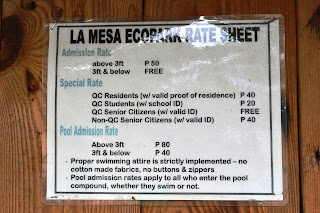 LA MESA ECOPARK RATE SHEET
Admission Rate
above 3ft P 50
3ft & below FREE
Special Rate
QC Residents (w/ valid proof of residence) P 40
QC Students (w/ school ID) P 20
QC Senior Citizens (w/ valid ID) FREE
Non-QC Senior Citizens (w/ valid ID) P 40
Pool Admission Rate
above 3ft P 80
3ft & below P 40
• Proper swimming attire is strictly implemented – no
cotton made fabrics, no buttons & zippers
• Pool admission rates apply to all who enter the pool
compound, whether they swim or not.